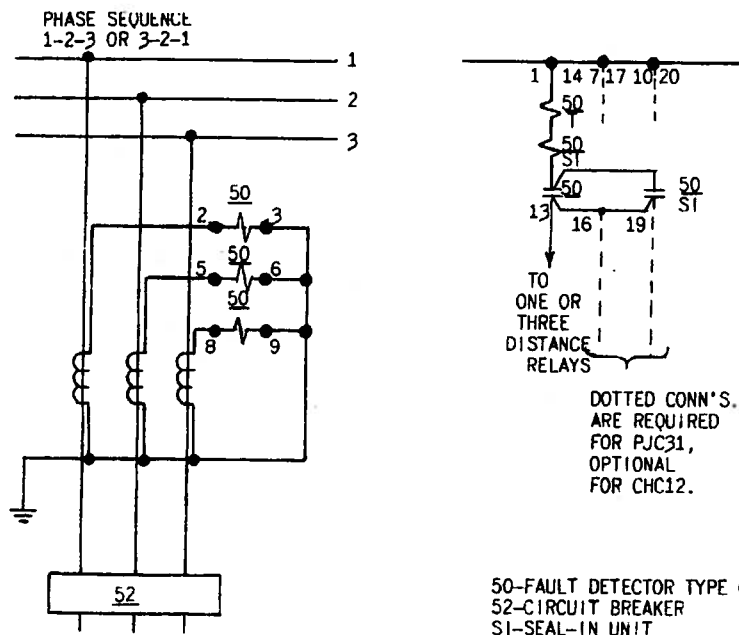 PHASE SEQUENCE
1-2-3 OR 3-2-1
1
2
3
50
2 3
50
5 6
50
8 9
52
1 14 7 17 10 20
50
T
50
SI
50
50
SI
13 16 19
TO
ONE OR
THREE
DISTANCE
RELAYS
DOTTED CONN'S.
ARE REQUIRED
FOR PJC31,
OPTIONAL
FOR CHC12.
50-FAULT DETECTOR TYPE
52-CIRCUIT BREAKER
SI-SEAL-IN UNIT